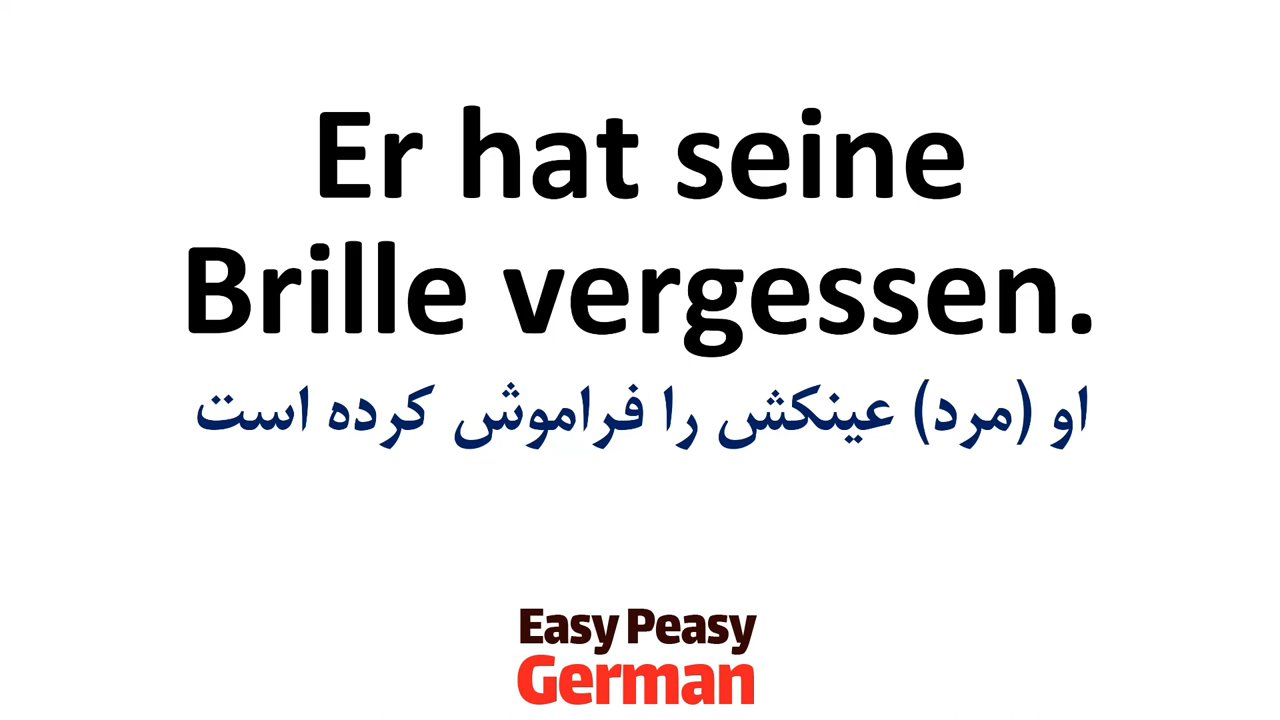 Er hat seine
Brille vergessen.
او (مرد) عینکش را فراموش کرده است
Easy Peasy
German